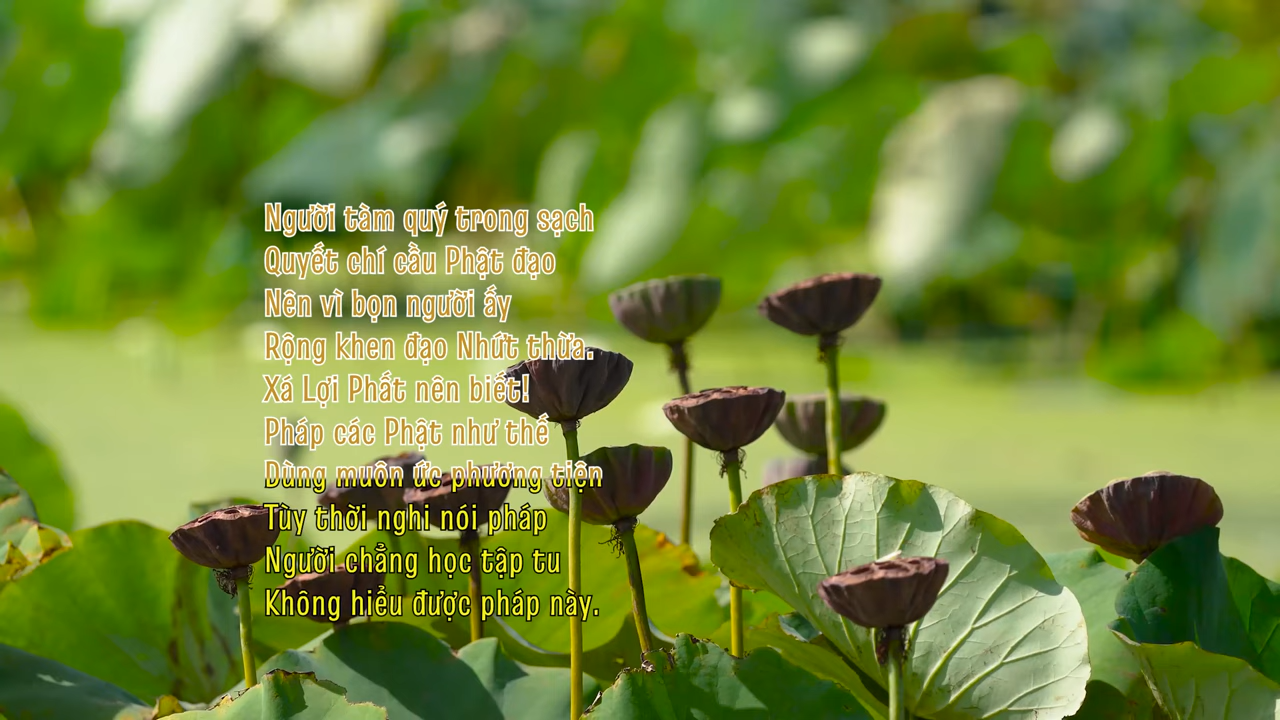 Người tàm quý trong sạch
Quyết chí cầu Phật đạo
Nên vì bọn người ấy
Rộng khen đạo Nhứt thừa.
Xá Lợi Phất nên biết!
Pháp các Phật như thế
Dùng muôn ức phương tiện
Tùy thời nghi nói pháp
Người chẳng học tập tu
Không hiểu được pháp này.